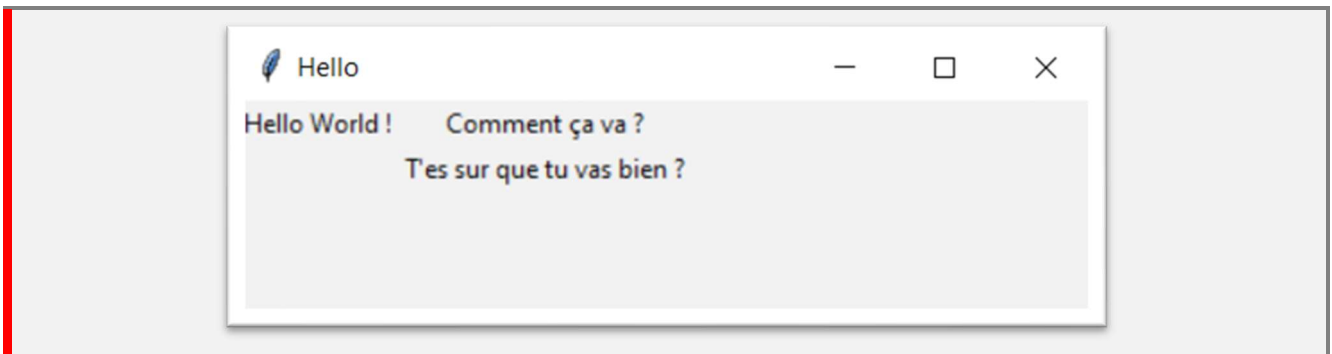 Hello
Hello World ! Comment ça va ?
T'es sur que tu vas bien ?